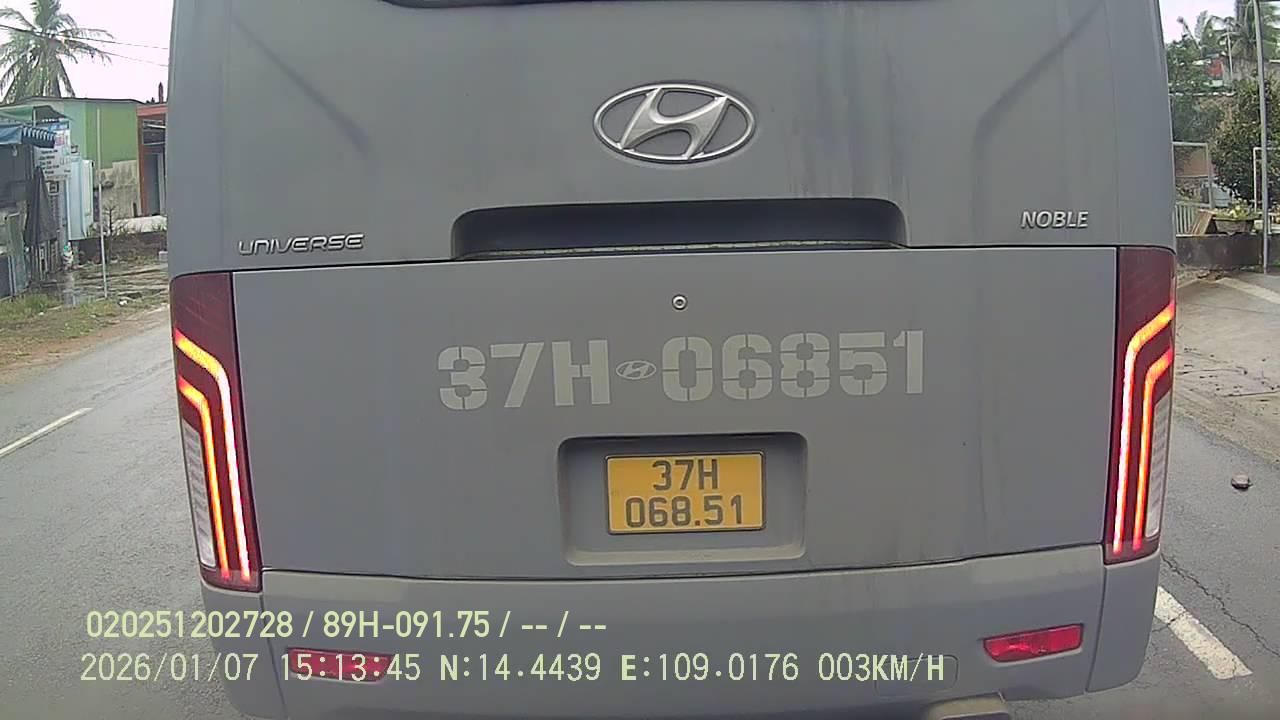 UNIVERSE
NOBLE
37H-06851
37H
068.51
020251202728 / 89H-091.75 / -- / --
2026/01/07 15:13:45 N:14.4439 E:109.0176 003KM/H